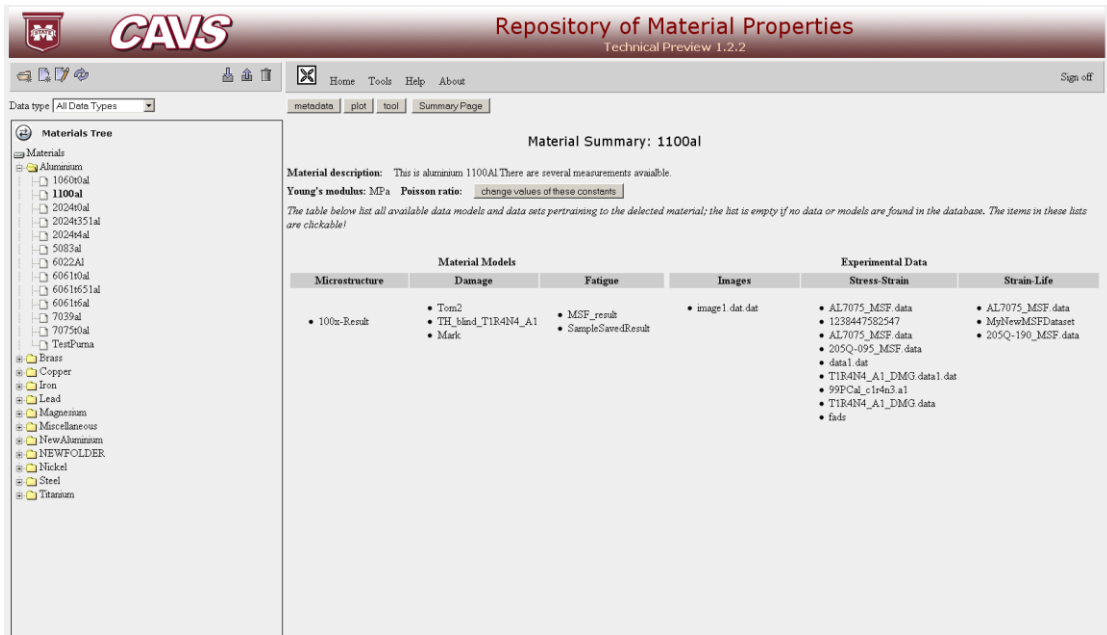 CAVS
Repository of Material Properties
Technical Preview 1.2.2
Home Tools Help About
Sign off
Data type All Data Types
metadata plot tool Summary Page
Materials Tree
Materials
Aluminium
1060t0al
1100al
2024t0al
2024t351al
2024t4al
5083al
6022Al
6061t0al
6061t651al
6061t6al
7039al
7075t0al
TestPurna
Brass
Copper
Iron
Lead
Magnesium
Miscellaneous
NewAluminium
NEWFOLDER
Nickel
Steel
Titanium
Material Summary: 1100al
Material description: This is aluminium 1100Al.There are several measurements avaialble.
Young's modulus: MPa Poisson ratio: change values of these constants
The table below list all available data models and data sets pertraining to the delected material; the list is empty if no data or models are found in the database. The items in these lists
are clickable!
Material Models
Experimental Data
Microstructure Damage Fatigue Images Stress-Strain Strain-Life
100x-Result
Tom2
TH_blind_T1R4N4_A1
Mark
MSF_result
SampleSavedResult
image1.dat.dat
AL7075_MSF.data
1238447582547
AL7075_MSF.data
205Q-095_MSF.data
data1.dat
T1R4N4_A1_DMG.data1.dat
99PCal_c1r4n3.a1
T1R4N4_A1_DMG.data
fads
AL7075_MSF.data
MyNewMSFDataset
205Q-190_MSF.data